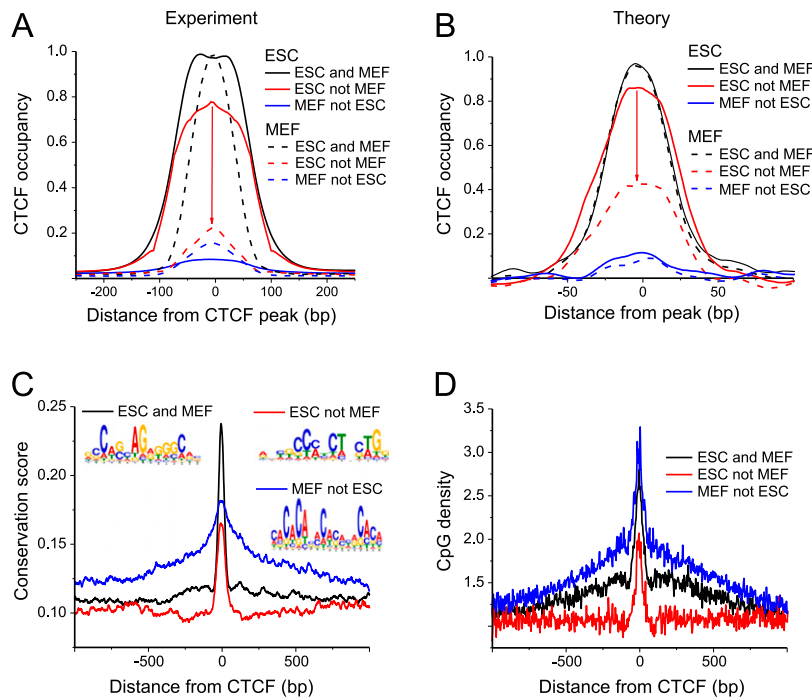 Experiment
Theory
A
B
ESC
ESC and MEF
ESC not MEF
MEF not ESC
MEF
ESC and MEF
ESC not MEF
MEF not ESC
CTCF occupancy
1.0
0.8
0.6
0.4
0.2
-200 -100 0 100 200
Distance from CTCF peak (bp)
ESC
ESC and MEF
ESC not MEF
MEF not ESC
MEF
ESC and MEF
ESC not MEF
MEF not ESC
CTCF occupancy
1.0
0.8
0.6
0.4
0.2
0.0
-50 0 50
Distance from peak (bp)
C
D
ESC and MEF
ESC not MEF
MEF not ESC
Conservation score
0.25
0.20
0.15
0.10
-500 0 500
Distance from CTCF (bp)
ESC and MEF
ESC not MEF
MEF not ESC
CpG density
3.5
3.0
2.5
2.0
1.5
1.0
-500 0 500
Distance from CTCF (bp)